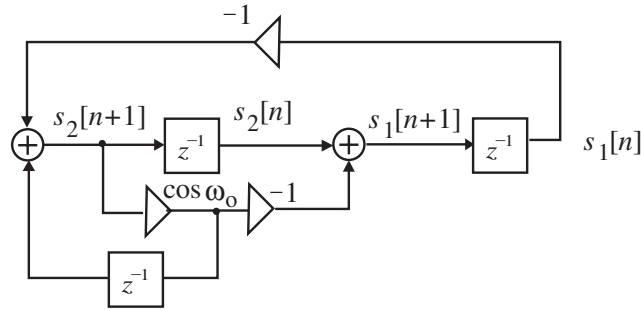 −1
s₂[n+1]
z⁻¹
s₂[n]
+
s₁[n+1]
z⁻¹
s₁[n]
+
cos ωₒ
−1
z⁻¹